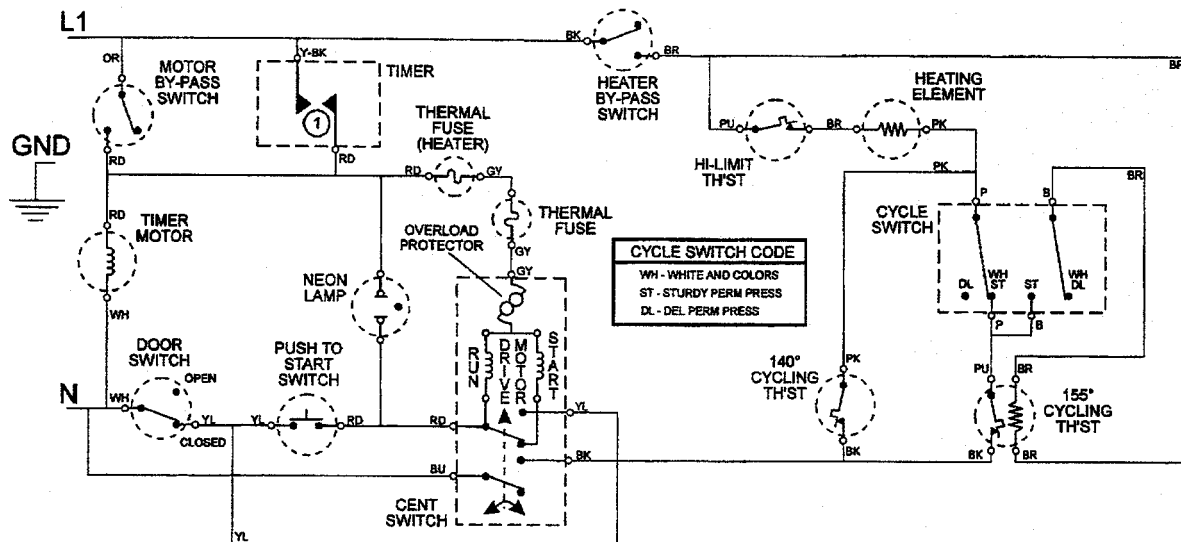 L1
BK
BR
BR
OR
Y-BK
MOTOR
BY-PASS
SWITCH
TIMER
HEATER
BY-PASS
SWITCH
HEATING
ELEMENT
1
THERMAL
FUSE
(HEATER)
PU
BR
PK
HI-LIMIT
TH'ST
GND
RD
RD
RD
GY
PK
BR
RD
TIMER
MOTOR
THERMAL
FUSE
P
B
CYCLE
SWITCH
OVERLOAD
PROTECTOR
GY
GY
CYCLE SWITCH CODE
WH - WHITE AND COLORS
ST - STURDY PERM PRESS
DL - DEL PERM PRESS
NEON
LAMP
DL
WH
ST
ST
WH
DL
WH
P
B
RUN
DRIVE
MOTOR
START
DOOR
SWITCH
OPEN
PUSH TO
START
SWITCH
PK
140°
CYCLING
TH'ST
PU
BR
155°
CYCLING
TH'ST
N
WH
YL
CLOSED
YL
RD
RD
YL
BK
BK
BK
BR
BU
CENT
SWITCH
YL